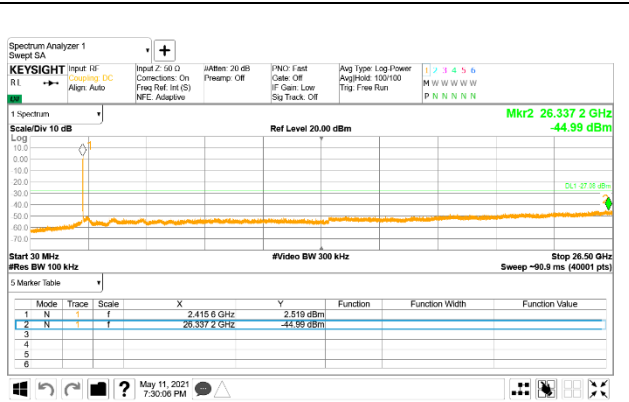 Spectrum Analyzer 1
Swept SA
KEYSIGHT Input: RF Input Z: 50 Ω #Atten: 20 dB PNO: Fast Avg Type: Log-Power 1 2 3 4 5 6
RL Coupling: DC Corrections: On Preamp: Off Gate: Off Avg|Hold: 100/100 M W W W W W
Align: Auto Freq Ref: Int (S) IF Gain: Low Trig: Free Run
NFE: Adaptive Sig Track: Off P N N N N N
1 Spectrum Mkr2 26.337 2 GHz
Scale/Div 10 dB Ref Level 20.00 dBm -44.99 dBm
Log
10.0 1
0.00
-10.0
-20.0
-30.0
-40.0
-50.0
-60.0
-70.0
Start 30 MHz #Video BW 300 kHz Stop 26.50 GHz
#Res BW 100 kHz Sweep ~90.9 ms (40001 pts)
5 Marker Table
Mode Trace Scale X Y Function Function Width Function Value
1 N 1 f 2.415 6 GHz 2.519 dBm
2 N 1 f 26.337 2 GHz -44.99 dBm
3
4
5
6
? May 11, 2021
7:30:06 PM